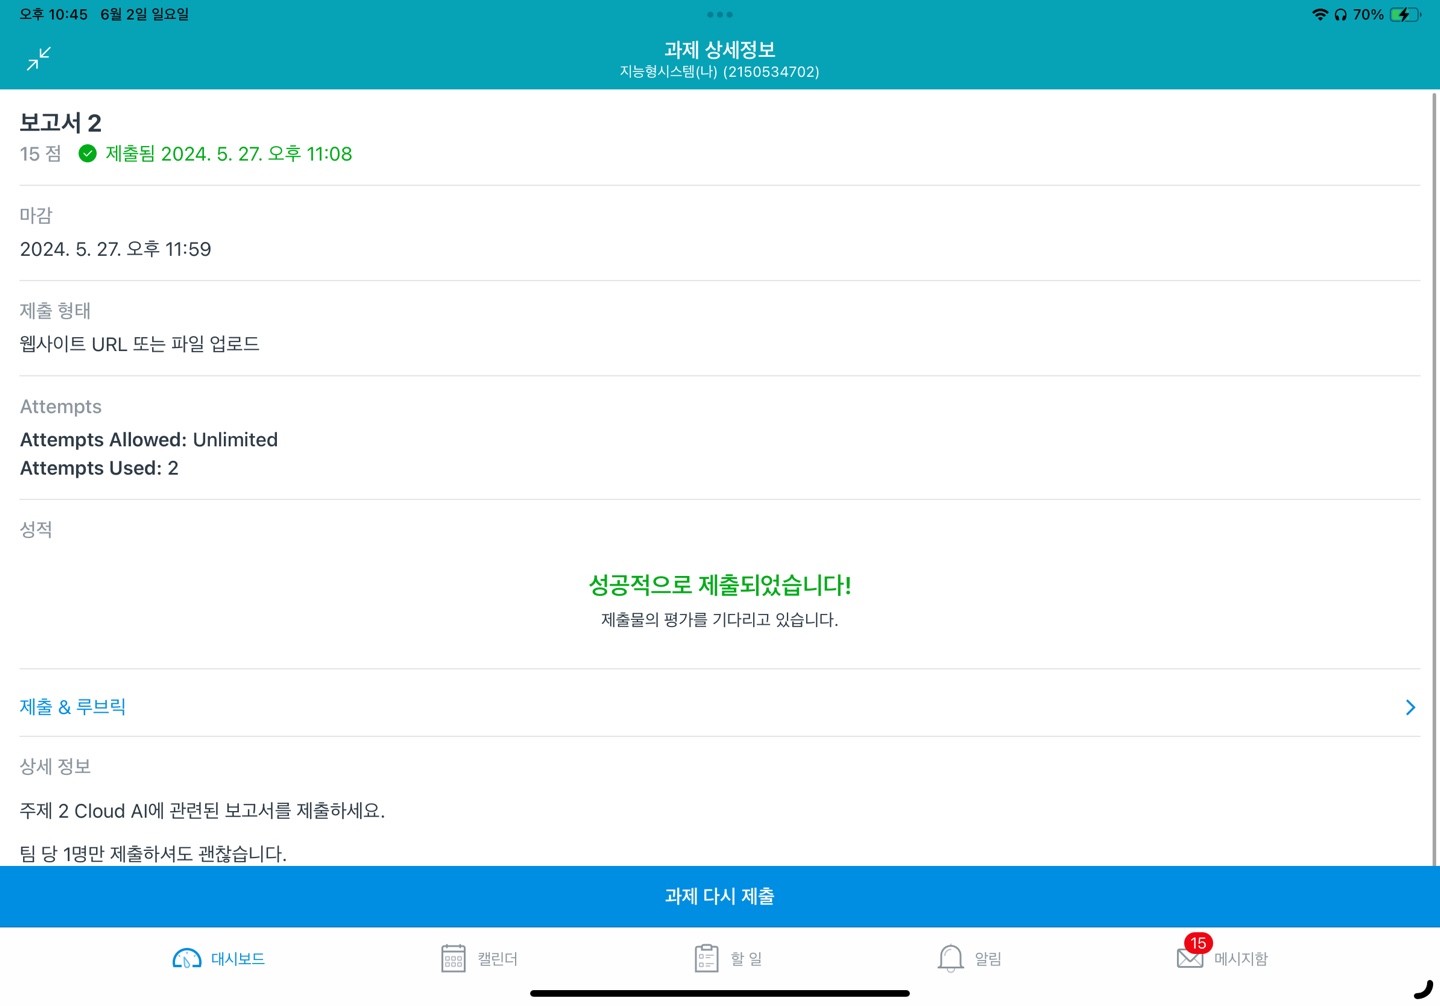 오후 10:45 6월 2일 일요일
70%
과제 상세정보
지능형시스템(나) (2150534702)
보고서 2
15 점 제출됨 2024. 5. 27. 오후 11:08
마감
2024. 5. 27. 오후 11:59
제출 형태
웹사이트 URL 또는 파일 업로드
Attempts
Attempts Allowed: Unlimited
Attempts Used: 2
성적
성공적으로 제출되었습니다!
제출물의 평가를 기다리고 있습니다.
제출 & 루브릭
상세 정보
주제 2 Cloud AI에 관련된 보고서를 제출하세요.
팀 당 1명만 제출하셔도 괜찮습니다.
과제 다시 제출
대시보드
캘린더
할 일
알림
15
메시지함